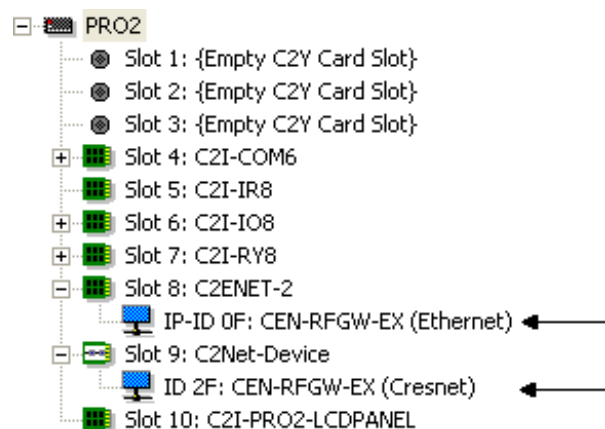 PRO2
Slot 1: {Empty C2Y Card Slot}
Slot 2: {Empty C2Y Card Slot}
Slot 3: {Empty C2Y Card Slot}
Slot 4: C2I-COM6
Slot 5: C2I-IR8
Slot 6: C2I-IO8
Slot 7: C2I-RY8
Slot 8: C2ENET-2
IP-ID 0F: CEN-RFGW-EX (Ethernet)
Slot 9: C2Net-Device
ID 2F: CEN-RFGW-EX (Cresnet)
Slot 10: C2I-PRO2-LCDPANEL